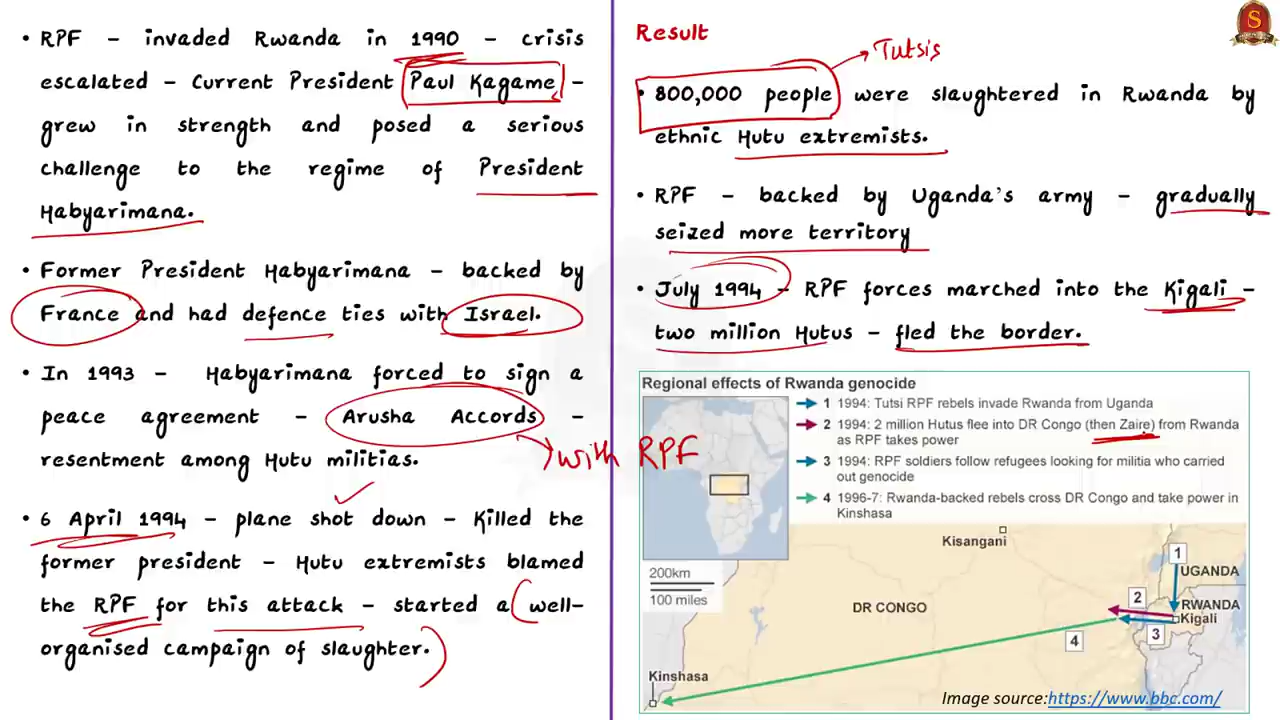 • RPF – invaded Rwanda in 1990 – crisis
escalated – Current President Paul Kagame –
grew in strength and posed a serious
challenge to the regime of President
Habyarimana.
• Former President Habyarimana – backed by
France and had defence ties with Israel.
• In 1993 – Habyarimana forced to sign a
peace agreement – Arusha Accords –
resentment among Hutu militias.
with RPF
• 6 April 1994 – plane shot down – Killed the
former president – Hutu extremists blamed
the RPF for this attack – started a well-
organised campaign of slaughter.
Result
Tutsis
• 800,000 people were slaughtered in Rwanda by
ethnic Hutu extremists.
• RPF – backed by Uganda's army – gradually
seized more territory
• July 1994 – RPF forces marched into the Kigali –
two million Hutus – fled the border.
Regional effects of Rwanda genocide
1 1994: Tutsi RPF rebels invade Rwanda from Uganda
2 1994: 2 million Hutus flee into DR Congo (then Zaire) from Rwanda
as RPF takes power
3 1994: RPF soldiers follow refugees looking for militia who carried
out genocide
4 1996-7: Rwanda-backed rebels cross DR Congo and take power in
Kinshasa
Kisangani
1
UGANDA
200km
100 miles
DR CONGO
2
RWANDA
Kigali
3
4
Kinshasa
Image source:https://www.bbc.com/
S